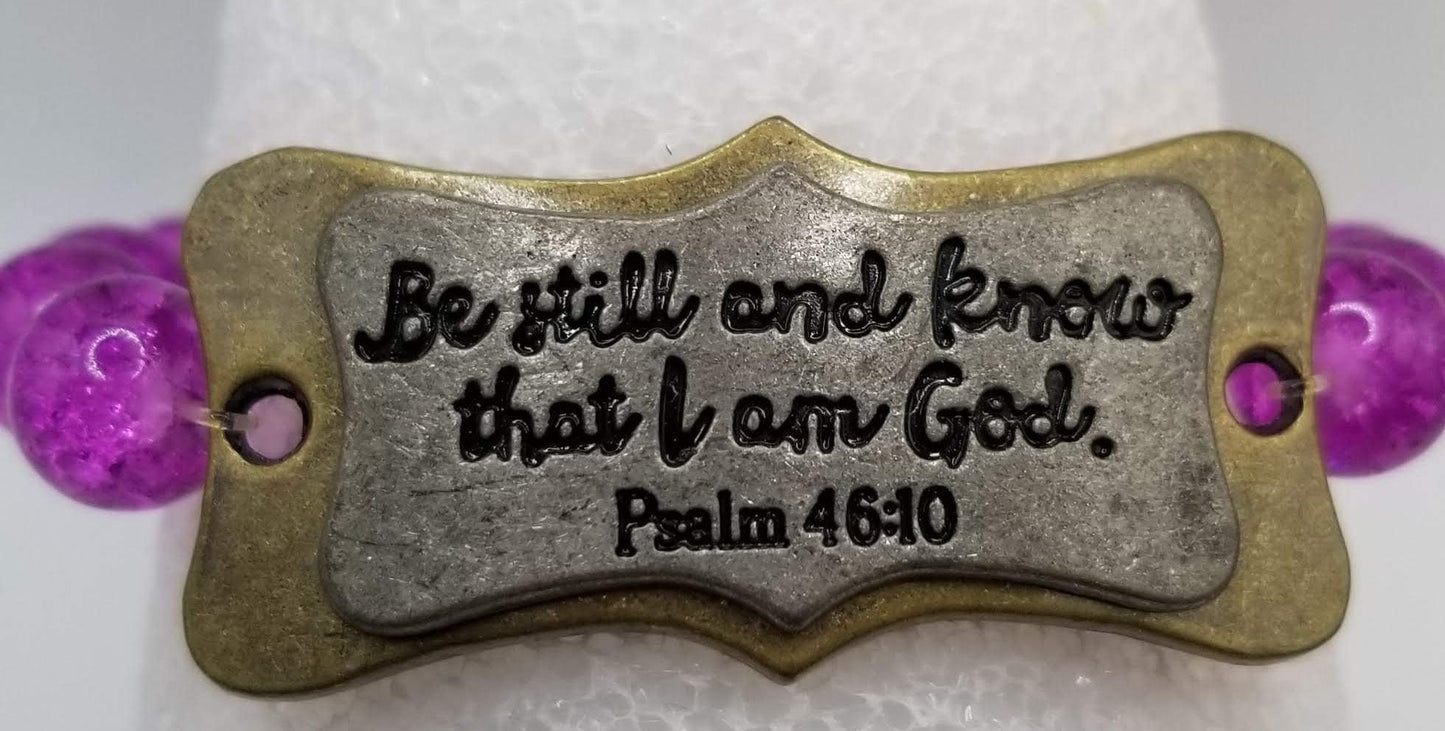 Be still and know
that I am God.
Psalm 46:10